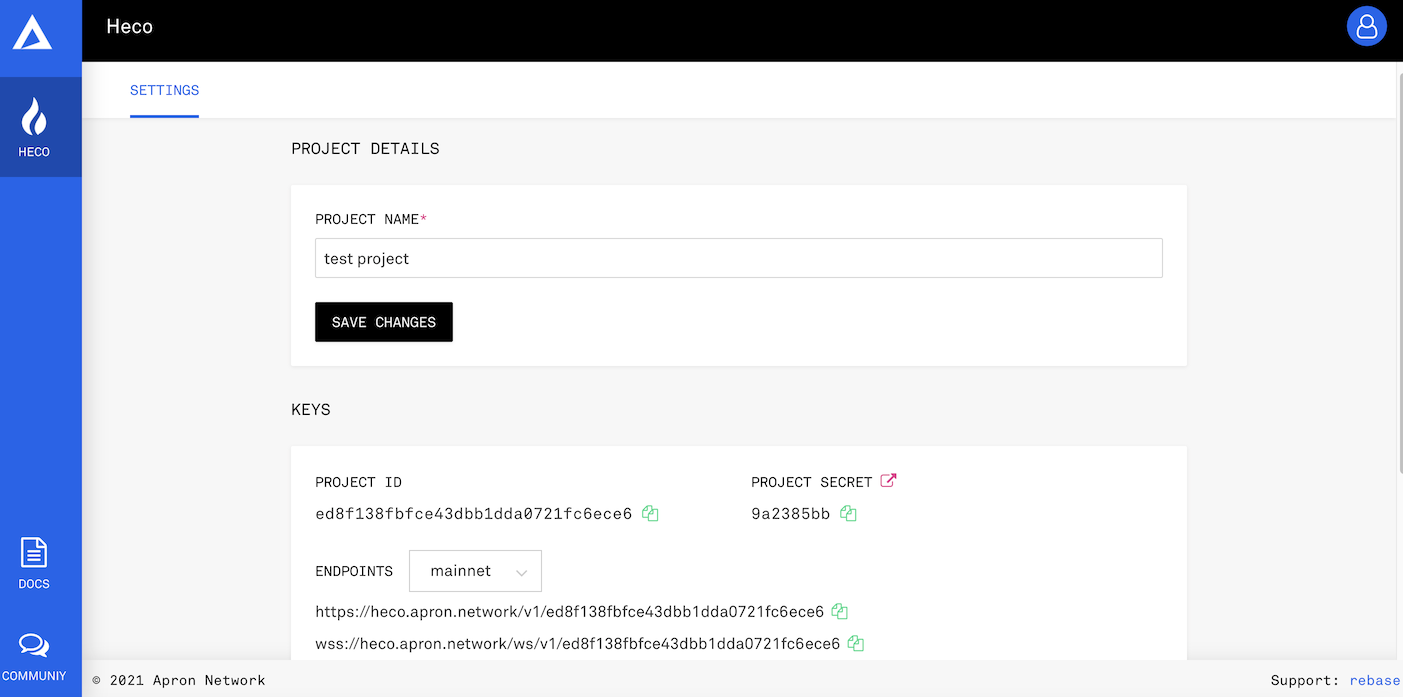 Heco
SETTINGS
HECO
PROJECT DETAILS
PROJECT NAME*
test project
SAVE CHANGES
KEYS
PROJECT ID PROJECT SECRET
ed8f138fbfce43dbb1dda0721fc6ece6 9a2385bb
ENDPOINTS mainnet
https://heco.apron.network/v1/ed8f138fbfce43dbb1dda0721fc6ece6
wss://heco.apron.network/ws/v1/ed8f138fbfce43dbb1dda0721fc6ece6
DOCS
COMMUNIY
© 2021 Apron Network Support: rebase